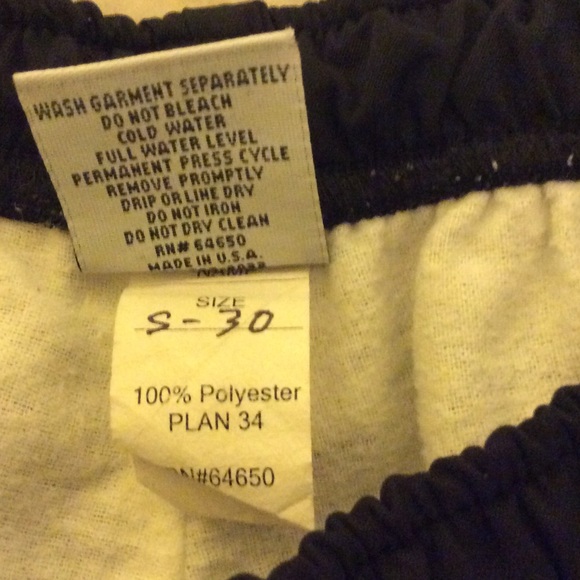 WASH GARMENT SEPARATELY
DO NOT BLEACH
COLD WATER
FULL WATER LEVEL
PERMANENT PRESS CYCLE
REMOVE PROMPTLY
DRIP OR LINE DRY
DO NOT IRON
DO NOT DRY CLEAN
RN# 64650
MADE IN U.S.A.
SIZE
S-30
100% Polyester
PLAN 34
RN#64650